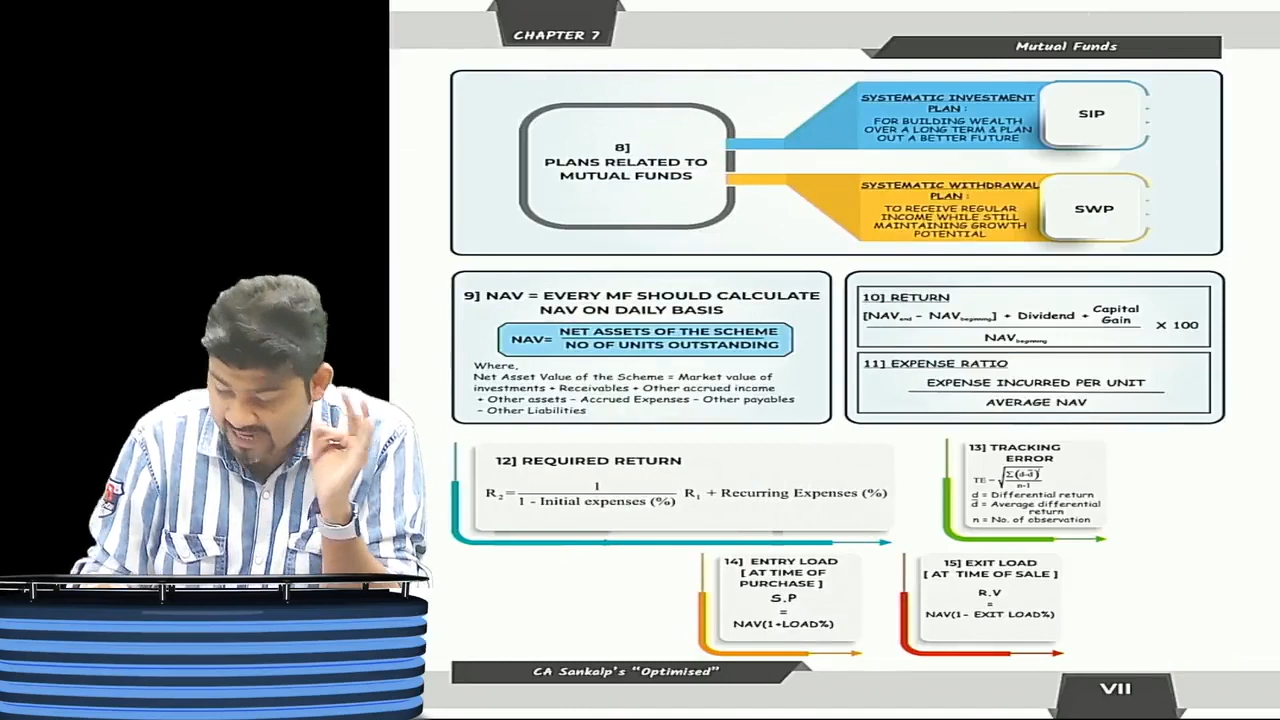 CHAPTER 7
Mutual Funds
8]
PLANS RELATED TO
MUTUAL FUNDS
SYSTEMATIC INVESTMENT
PLAN :
FOR BUILDING WEALTH
OVER A LONG TERM & PLAN
OUT A BETTER FUTURE
SIP
SYSTEMATIC WITHDRAWAL
PLAN :
TO RECEIVE REGULAR
INCOME WHILE STILL
MAINTAINING GROWTH
POTENTIAL
SWP
9] NAV = EVERY MF SHOULD CALCULATE
NAV ON DAILY BASIS
NAV= NET ASSETS OF THE SCHEME
NO OF UNITS OUTSTANDING
Where,
Net Asset Value of the Scheme = Market value of
investments + Receivables + Other accrued income
+ Other assets - Accrued Expenses - Other payables
- Other Liabilities
10] RETURN
[NAVend - NAVbeginning] + Dividend + Capital Gain X 100
NAVbeginning
11] EXPENSE RATIO
EXPENSE INCURRED PER UNIT
AVERAGE NAV
12] REQUIRED RETURN
R2= 1 R1 + Recurring Expenses (%)
1 - Initial expenses (%)
13] TRACKING
ERROR
TE = √Σ(d-d̄)²
n-1
d = Differential return
d̄ = Average differential
return
n = No. of observation
14] ENTRY LOAD
[ AT TIME OF
PURCHASE ]
S.P
=
NAV(1+LOAD%)
15] EXIT LOAD
[ AT TIME OF SALE ]
R.V
=
NAV(1- EXIT LOAD%)
CA Sankalp's "Optimised"
VII